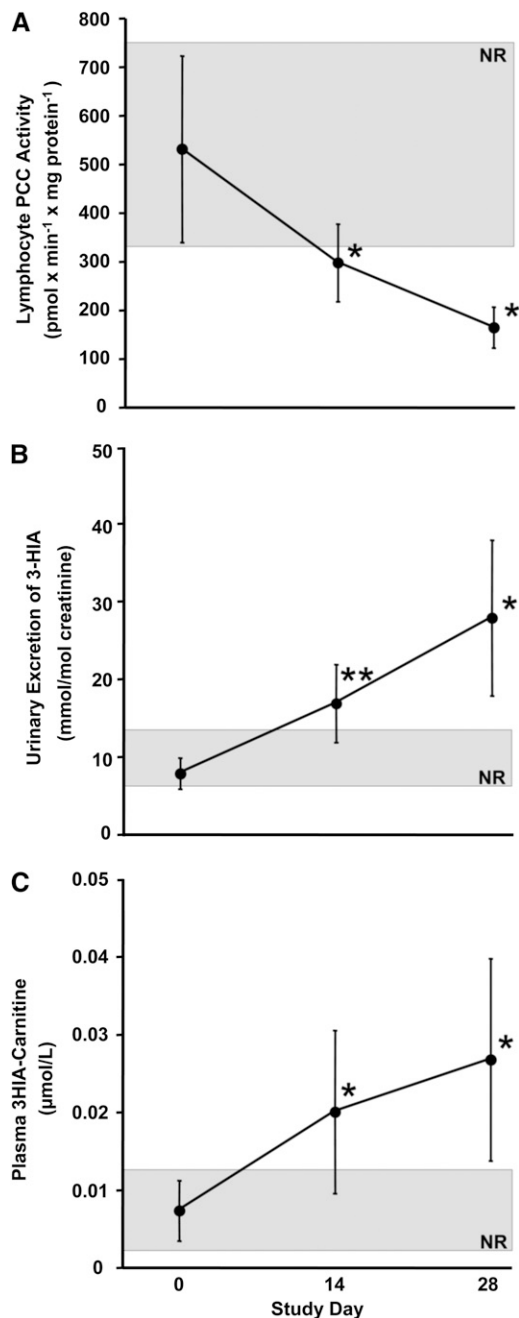 A
800
NR
700
600
500
400
300
200
100
0
Lymphocyte PCC Activity
(pmol x min⁻¹ x mg protein⁻¹ )
*
*
B
50
40
30
20
10
0
Urinary Excretion of 3-HIA
(mmol/mol creatinine)
**
*
NR
C
0.05
0.04
0.03
0.02
0.01
0
Plasma 3HIA-Carnitine
(µmol/L)
*
*
NR
0 14 28
Study Day